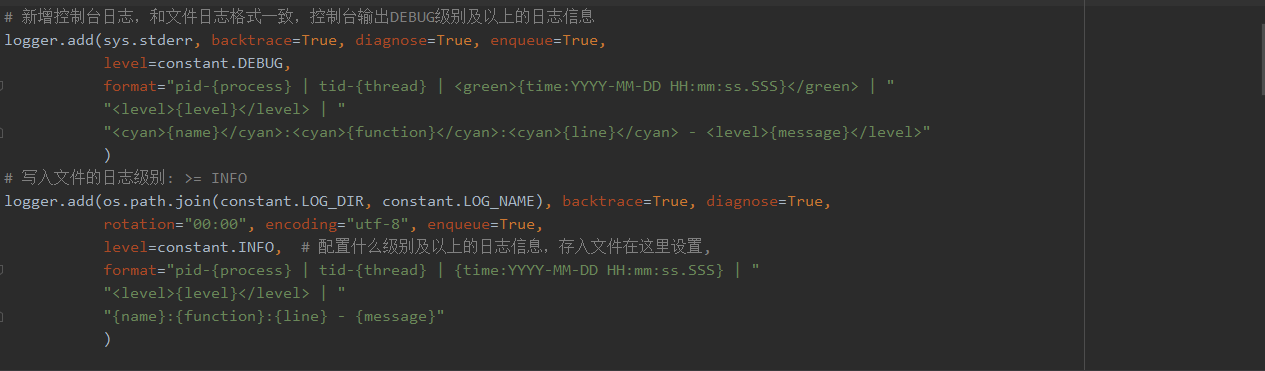 # 新增控制台日志，和文件日志格式一致，控制台输出DEBUG级别及以上的日志信息
logger.add(sys.stderr, backtrace=True, diagnose=True, enqueue=True,
level=constant.DEBUG,
format="pid-{process} | tid-{thread} | <green>{time:YYYY-MM-DD HH:mm:ss.SSS}</green> | "
"<level>{level}</level> | "
"<cyan>{name}</cyan>:<cyan>{function}</cyan>:<cyan>{line}</cyan> - <level>{message}</level>"
)
# 写入文件的日志级别: >= INFO
logger.add(os.path.join(constant.LOG_DIR, constant.LOG_NAME), backtrace=True, diagnose=True,
rotation="00:00", encoding="utf-8", enqueue=True,
level=constant.INFO,  # 配置什么级别及以上的日志信息，存入文件在这里设置,
format="pid-{process} | tid-{thread} | {time:YYYY-MM-DD HH:mm:ss.SSS} | "
"<level>{level}</level> | "
"{name}:{function}:{line} - {message}"
)